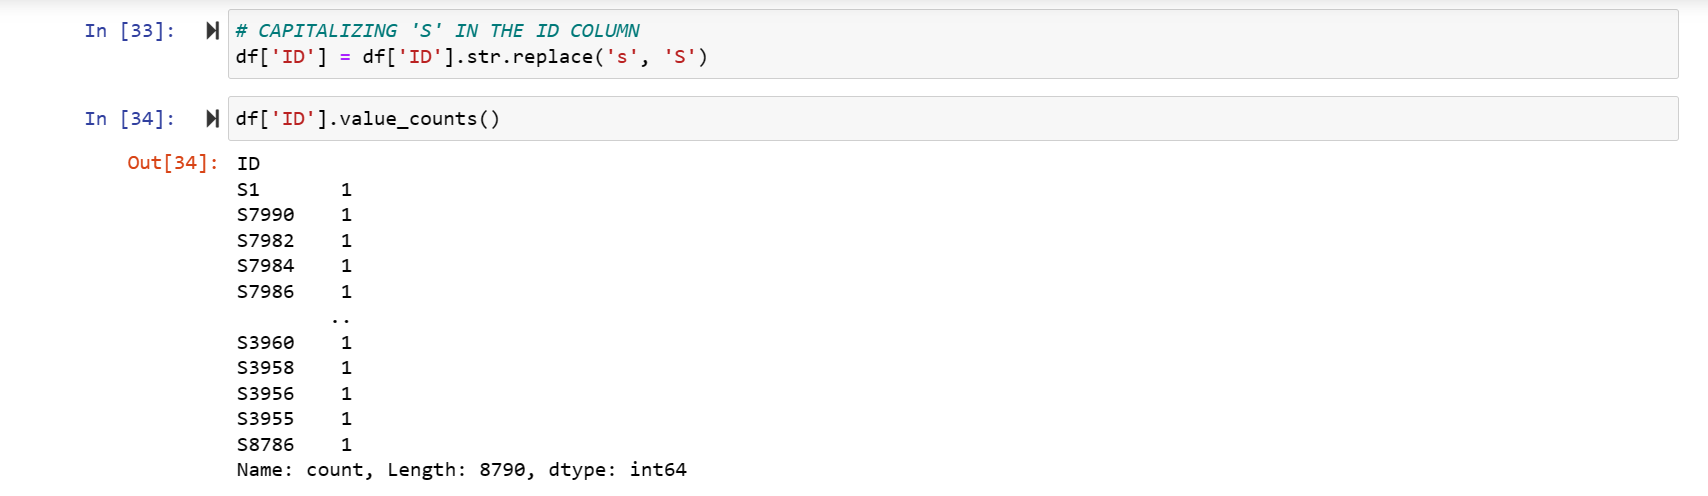 In [33]: # CAPITALIZING 'S' IN THE ID COLUMN
df['ID'] = df['ID'].str.replace('s', 'S')
In [34]: df['ID'].value_counts()
Out[34]: ID
S1 1
S7990 1
S7982 1
S7984 1
S7986 1
..
S3960 1
S3958 1
S3956 1
S3955 1
S8786 1
Name: count, Length: 8790, dtype: int64